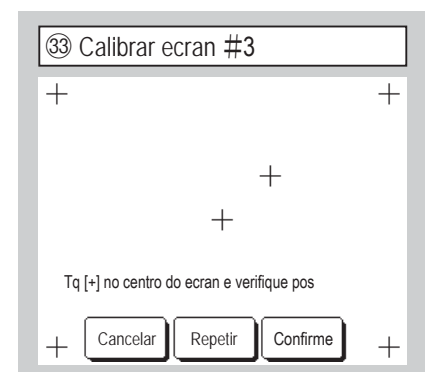 ㉝ Calibrar ecran #3
+ +
+
+
Tq [+] no centro do ecran e verifique pos
+ Cancelar Repetir Confirme +